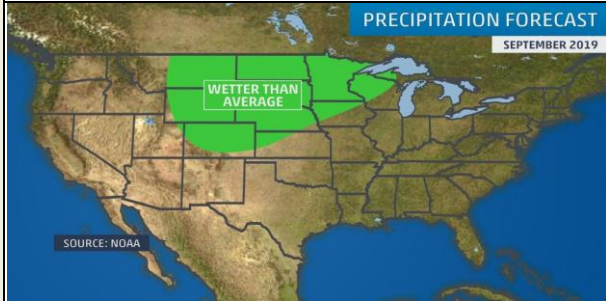 PRECIPITATION FORECAST
SEPTEMBER 2019
WETTER THAN
AVERAGE
SOURCE: NOAA